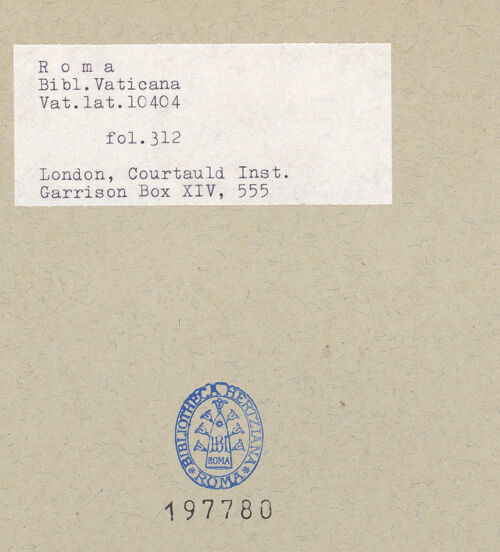 R o m a
Bibl.Vaticana
Vat.lat.10404
fol.312
London, Courtauld Inst.
Garrison Box XIV, 555
BIBLIOTHECA HERTZIANA
ROMA
ROMA
197780